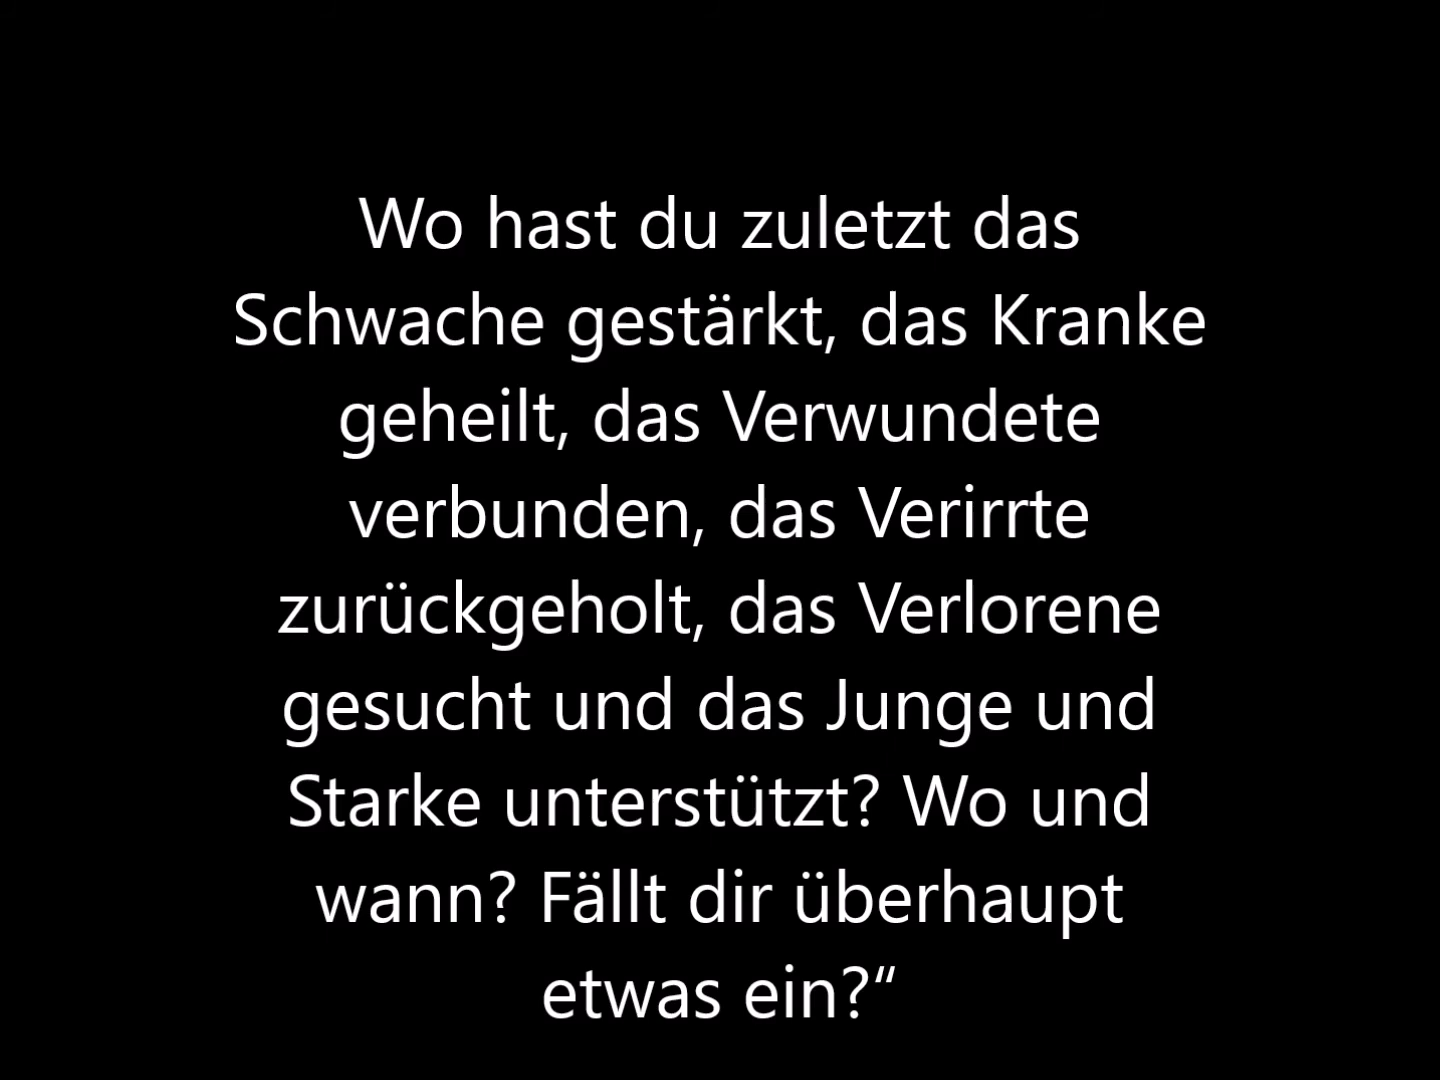 Wo hast du zuletzt das
Schwache gestärkt, das Kranke
geheilt, das Verwundete
verbunden, das Verirrte
zurückgeholt, das Verlorene
gesucht und das Junge und
Starke unterstützt? Wo und
wann? Fällt dir überhaupt
etwas ein?“